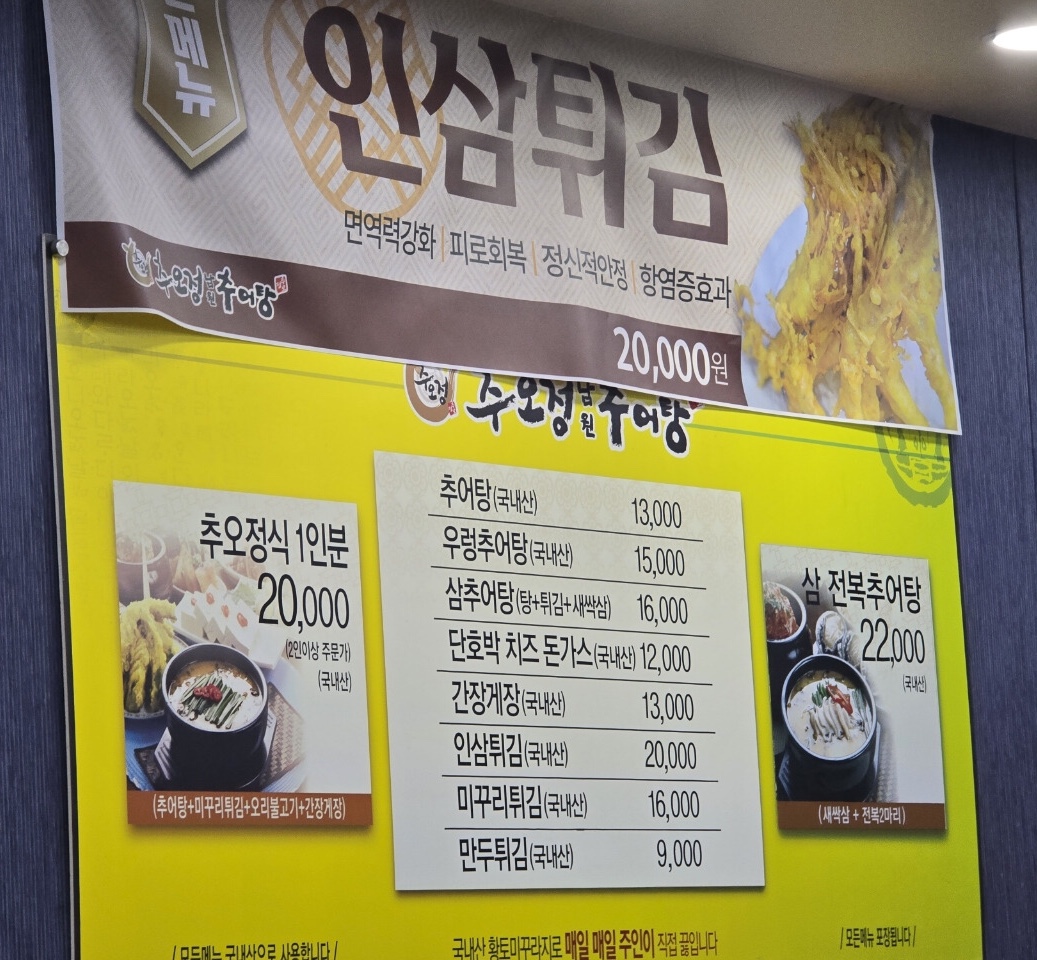 메뉴
인삼튀김
면역력강화 | 피로회복 | 정신적안정 | 항염증효과
추오정남원추어탕
20,000원
추오정
추오정남원추어탕
추오정식 1인분
20,000
(2인이상 주문가)
(국내산)
(추어탕+미꾸리튀김+오리불고기+간장게장)
추어탕(국내산) 13,000
우렁추어탕(국내산) 15,000
삼추어탕(탕+튀김+새싹삼) 16,000
단호박 치즈 돈가스(국내산) 12,000
간장게장(국내산) 13,000
인삼튀김(국내산) 20,000
미꾸리튀김(국내산) 16,000
만두튀김(국내산) 9,000
삼 전복추어탕
22,000
(국내산)
(새싹삼 + 전복2마리)
/ 모든메뉴 국내산으로 사용합니다 /
국내산 황토미꾸라지로 매일 매일 주인이 직접 끓입니다
/ 모든메뉴 포장됩니다 /